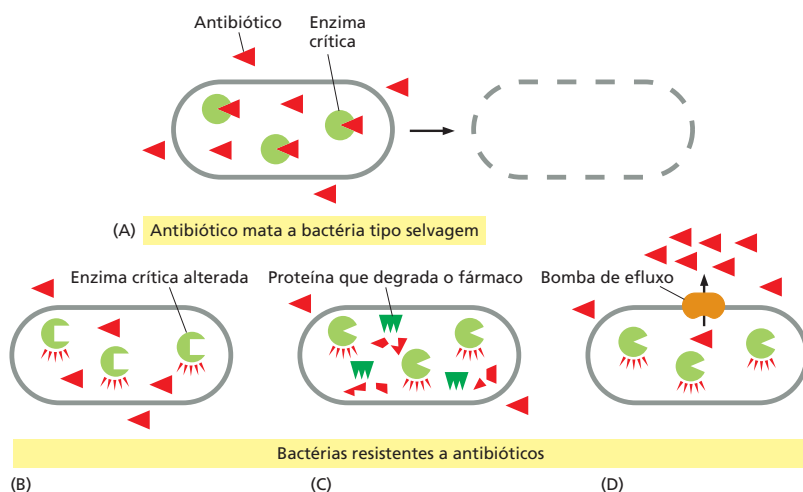 Antibiótico
Enzima
crítica
(A) Antibiótico mata a bactéria tipo selvagem
Enzima crítica alterada
Proteína que degrada o fármaco
Bomba de efluxo
Bactérias resistentes a antibióticos
(B)
(C)
(D)